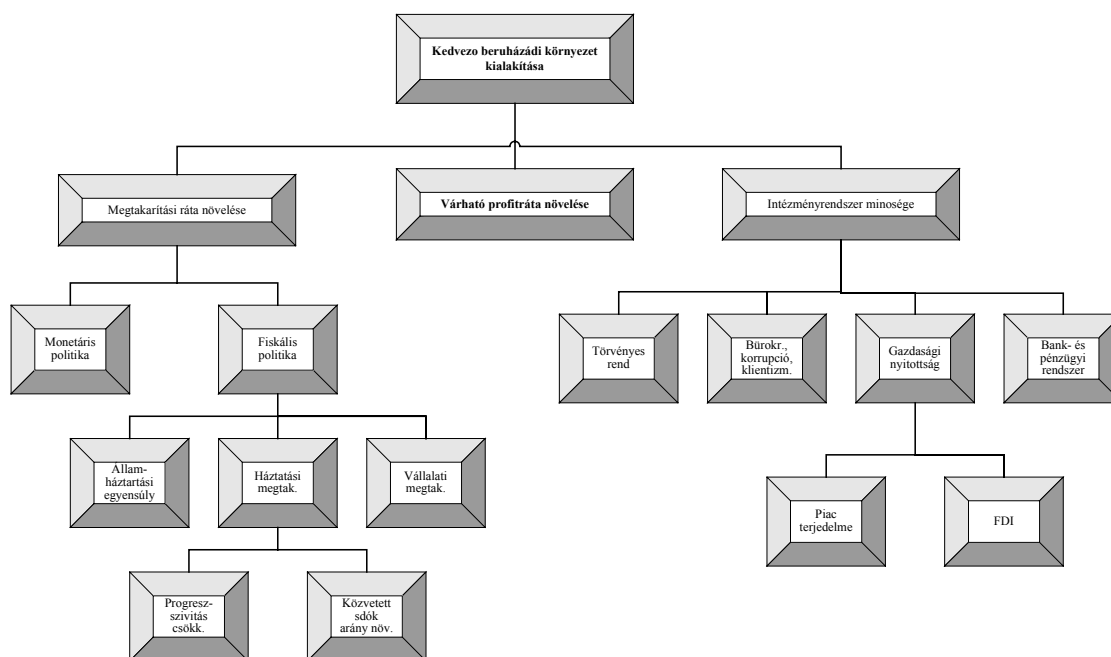 Kedvezo beruházádi környezet
kialakítása
Megtakarítási ráta növelése
Várható profitráta növelése
Intézményrendszer minosége
Monetáris
politika
Fiskális
politika
Törvényes
rend
Bürokr.,
korrupció,
klientizm.
Gazdasági
nyitottság
Bank- és
pénzügyi
rendszer
Állam-
háztartási
egyensúly
Háztatási
megtak.
Vállalati
megtak.
Piac
terjedelme
FDI
Progresz-
szivitás
csökk.
Közvetett
sdók
arány növ.